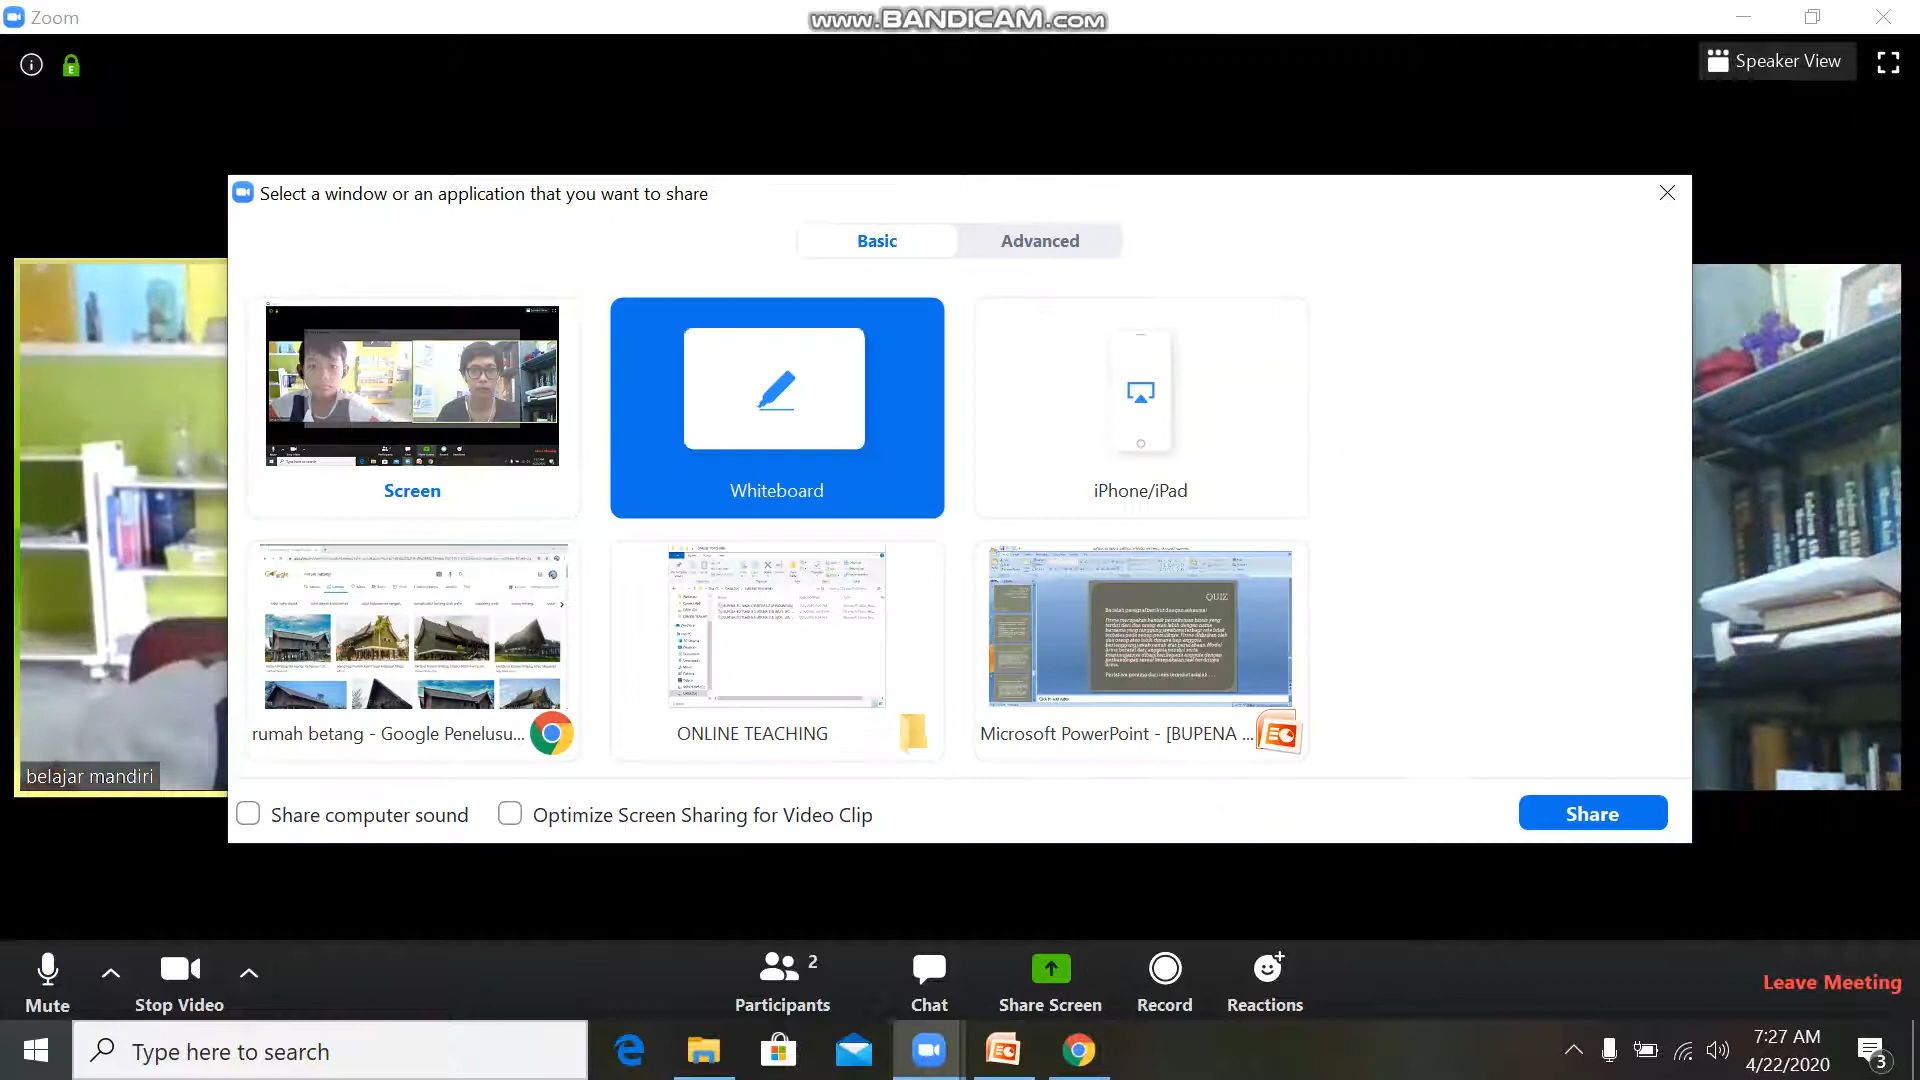 Zoom
www.BANDICAM.com
Speaker View
Select a window or an application that you want to share
Basic
Advanced
Screen
Whiteboard
iPhone/iPad
QUIZ
rumah betang - Google Penelusu...
ONLINE TEACHING
Microsoft PowerPoint - [BUPENA ...
belajar mandiri
Share computer sound
Optimize Screen Sharing for Video Clip
Share
Mute
Stop Video
Participants
2
Chat
Share Screen
Record
Reactions
Leave Meeting
Type here to search
7:27 AM
4/22/2020
3